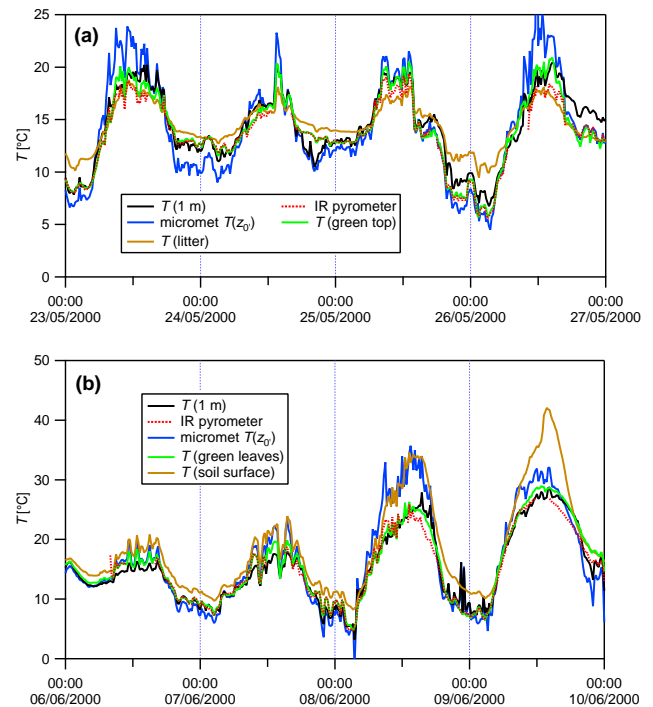 (a)
25
20
15
10
5
0
T [°C]
T (1 m)
micromet T(z0')
T (litter)
IR pyrometer
T (green top)
00:00 00:00 00:00 00:00 00:00
23/05/2000 24/05/2000 25/05/2000 26/05/2000 27/05/2000
(b)
50
40
30
20
10
0
T [°C]
T (1 m)
IR pyrometer
micromet T(z0')
T (green leaves)
T (soil surface)
00:00 00:00 00:00 00:00 00:00
06/06/2000 07/06/2000 08/06/2000 09/06/2000 10/06/2000